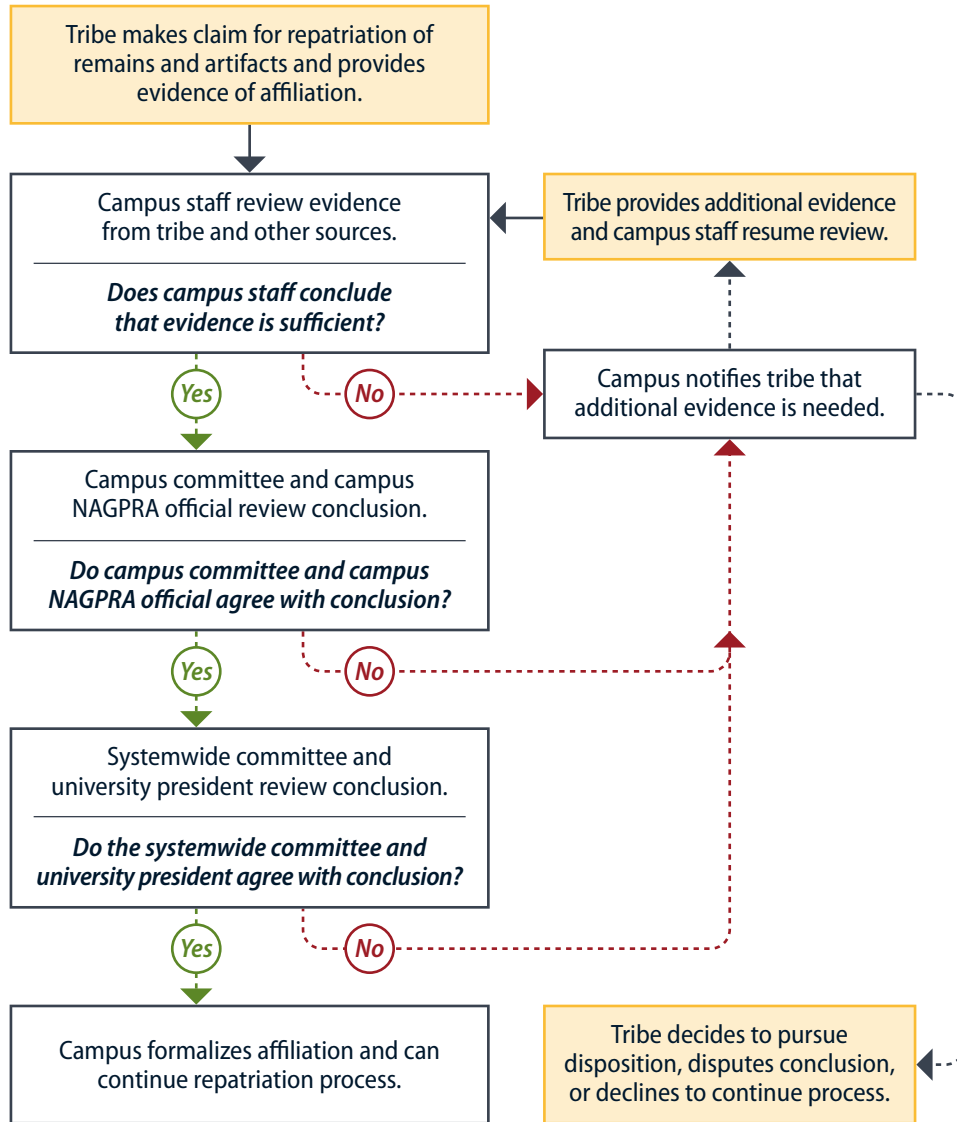 Tribe makes claim for repatriation of
remains and artifacts and provides
evidence of affiliation.
Campus staff review evidence
from tribe and other sources.
Does campus staff conclude
that evidence is sufficient?
Tribe provides additional evidence
and campus staff resume review.
Yes
No
Campus notifies tribe that
additional evidence is needed.
Campus committee and campus
NAGPRA official review conclusion.
Do campus committee and campus
NAGPRA official agree with conclusion?
Yes
No
Systemwide committee and
university president review conclusion.
Do the systemwide committee and
university president agree with conclusion?
Yes
No
Campus formalizes affiliation and can
continue repatriation process.
Tribe decides to pursue
disposition, disputes conclusion,
or declines to continue process.